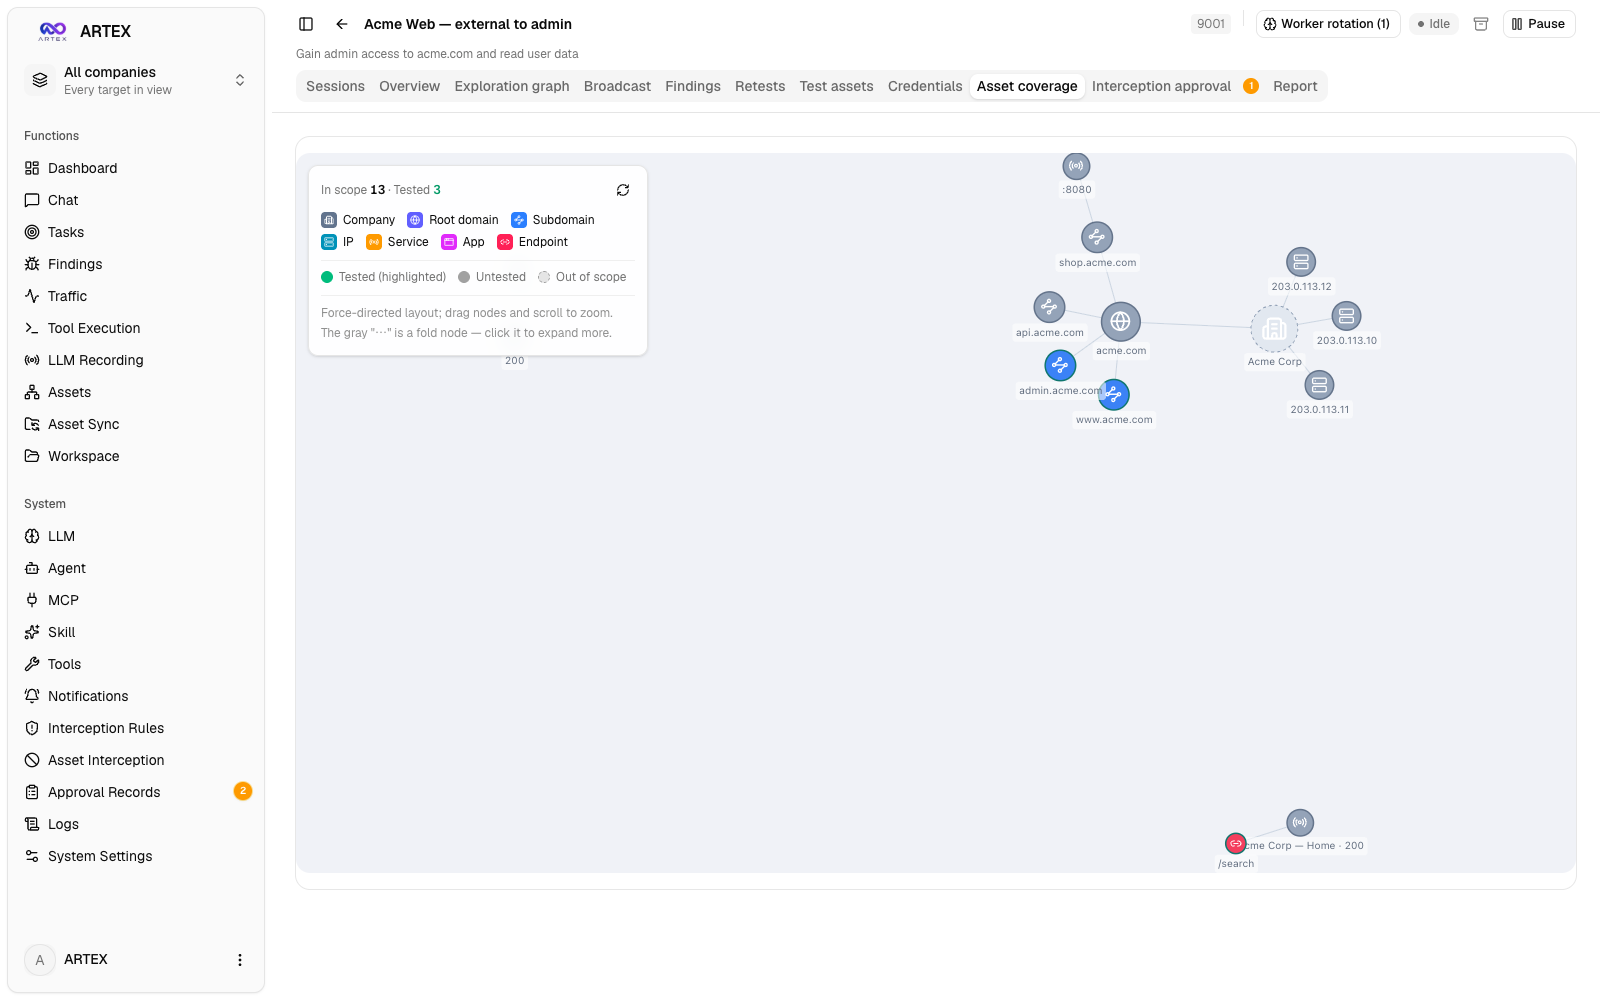 ARTEX
ARTEX
All companies
Every target in view
Functions
Dashboard
Chat
Tasks
Findings
Traffic
Tool Execution
LLM Recording
Assets
Asset Sync
Workspace
System
LLM
Agent
MCP
Skill
Tools
Notifications
Interception Rules
Asset Interception
Approval Records 2
Logs
System Settings
A ARTEX
Acme Web — external to admin
9001 Worker rotation (1) Idle Pause
Gain admin access to acme.com and read user data
Sessions Overview Exploration graph Broadcast Findings Retests Test assets Credentials Asset coverage Interception approval 1 Report
In scope 13 · Tested 3
Company Root domain Subdomain
IP Service App Endpoint
Tested (highlighted) Untested Out of scope
Force-directed layout; drag nodes and scroll to zoom.
The gray "···" is a fold node — click it to expand more.
200
:8080
shop.acme.com
203.0.113.12
api.acme.com
203.0.113.10
acme.com
Acme Corp
admin.acme.com
203.0.113.11
www.acme.com
cme Corp — Home · 200
/search